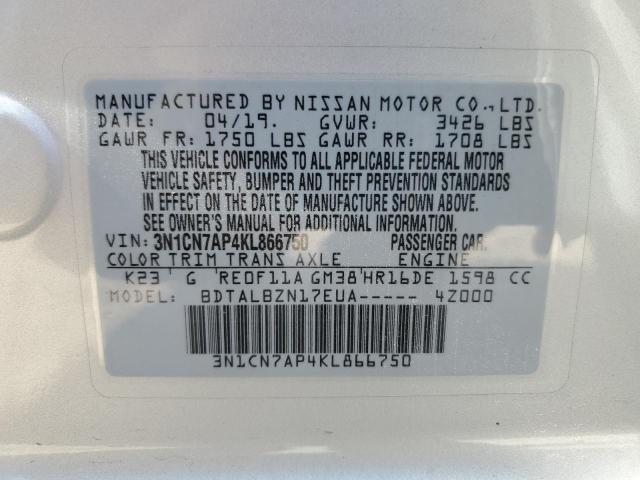 MANUFACTURED BY NISSAN MOTOR CO.,LTD.
DATE: 04/19. GVWR: 3426 LBS
GAWR FR: 1750 LBS GAWR RR: 1708 LBS
THIS VEHICLE CONFORMS TO ALL APPLICABLE FEDERAL MOTOR
VEHICLE SAFETY, BUMPER AND THEFT PREVENTION STANDARDS
IN EFFECT ON THE DATE OF MANUFACTURE SHOWN ABOVE.
SEE OWNER'S MANUAL FOR ADDITIONAL INFORMATION.
VIN: 3N1CN7AP4KL866750 PASSENGER CAR.
COLOR TRIM TRANS AXLE ENGINE
K23 G RE0F11A GM38 HR16DE 1598 CC
MODEL: BDTALBZN17EUA----- 4Z000
3N1CN7AP4KL866750